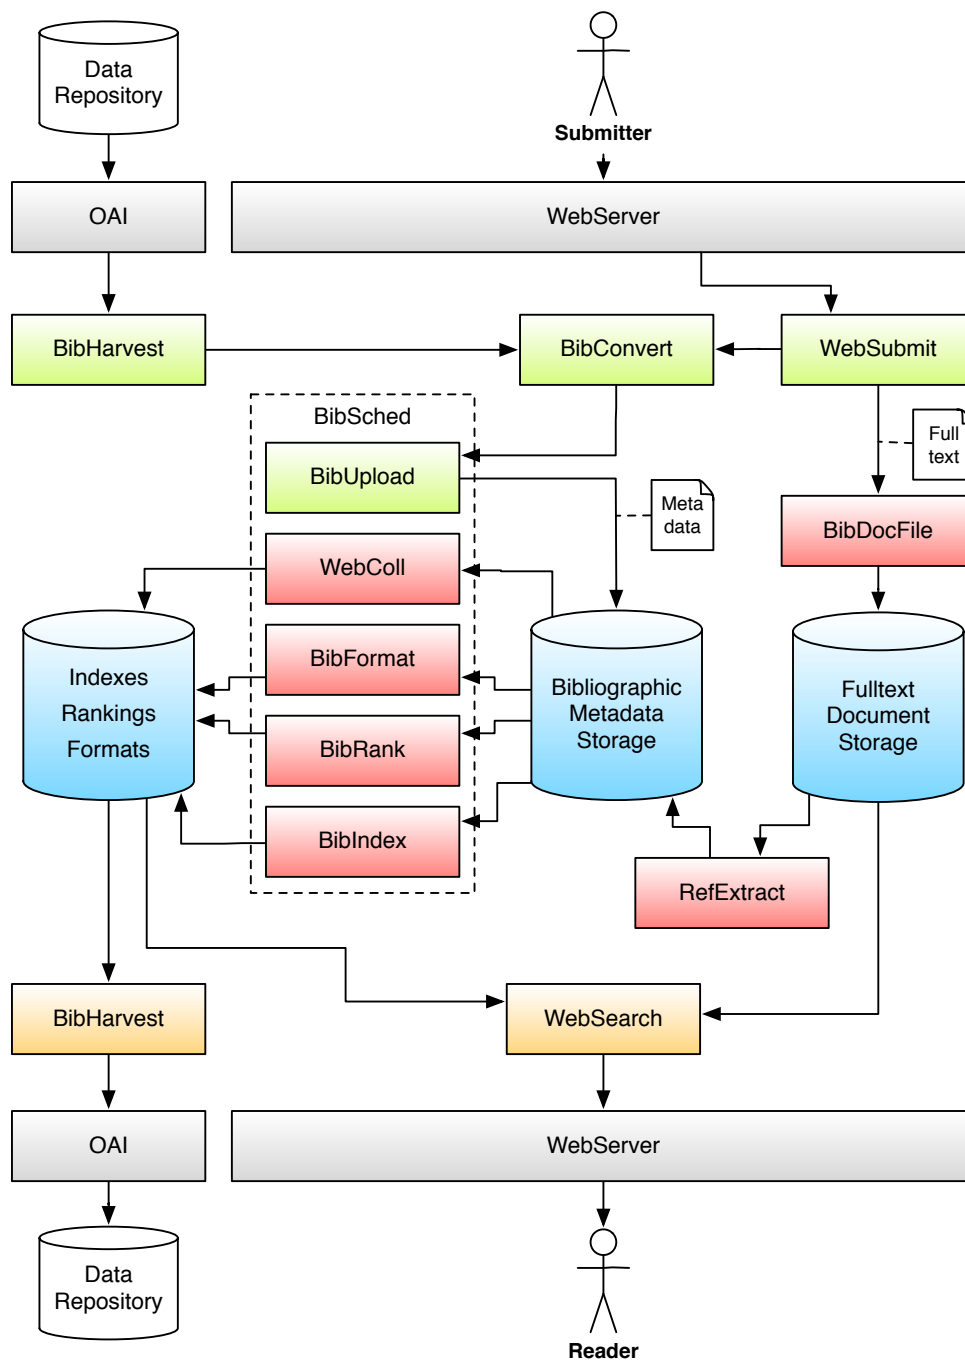 Data
Repository
Submitter
OAI
WebServer
BibHarvest
BibConvert
WebSubmit
BibSched
Full
text
BibUpload
Meta
data
BibDocFile
WebColl
BibFormat
Indexes
Rankings
Formats
Bibliographic
Metadata
Storage
Fulltext
Document
Storage
BibRank
BibIndex
RefExtract
BibHarvest
WebSearch
OAI
WebServer
Data
Repository
Reader